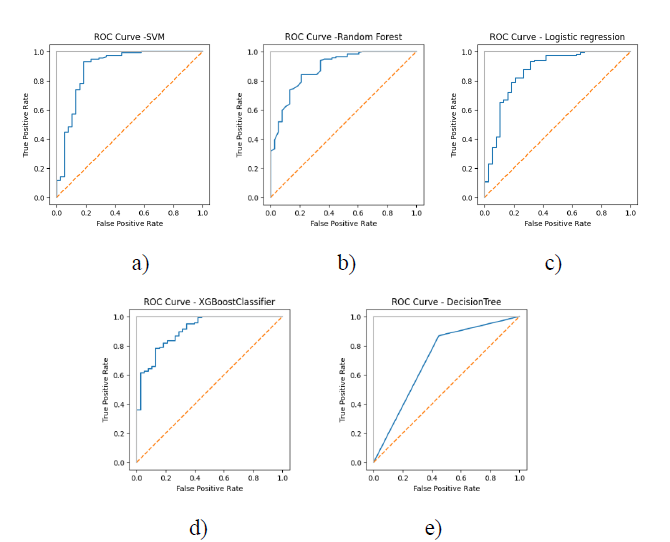 ROC Curve -SVM
True Positive Rate
1.0
0.8
0.6
0.4
0.2
0.0
0.0 0.2 0.4 0.6 0.8 1.0
False Positive Rate
a)
ROC Curve -Random Forest
True Positive Rate
1.0
0.8
0.6
0.4
0.2
0.0
0.0 0.2 0.4 0.6 0.8 1.0
False Positive Rate
b)
ROC Curve - Logistic regression
True Positive Rate
1.0
0.8
0.6
0.4
0.2
0.0
0.0 0.2 0.4 0.6 0.8 1.0
False Positive Rate
c)
ROC Curve - XGBoostClassifier
True Positive Rate
1.0
0.8
0.6
0.4
0.2
0.0
0.0 0.2 0.4 0.6 0.8 1.0
False Positive Rate
d)
ROC Curve - DecisionTree
True Positive Rate
1.0
0.8
0.6
0.4
0.2
0.0
0.0 0.2 0.4 0.6 0.8 1.0
False Positive Rate
e)